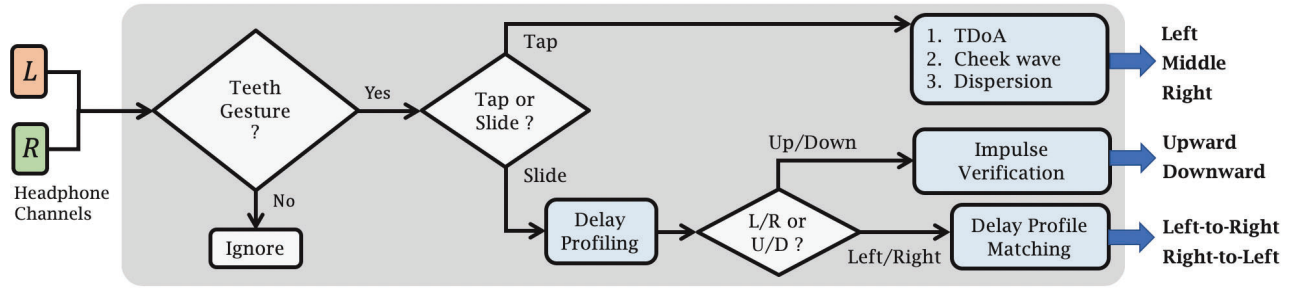 L
R
Headphone
Channels
Teeth
Gesture
?
Yes
No
Ignore
Tap or
Slide ?
Tap
Slide
1. TDoA
2. Cheek wave
3. Dispersion
Left
Middle
Right
Delay
Profiling
L/R or
U/D ?
Up/Down
Left/Right
Impulse
Verification
Upward
Downward
Delay Profile
Matching
Left-to-Right
Right-to-Left